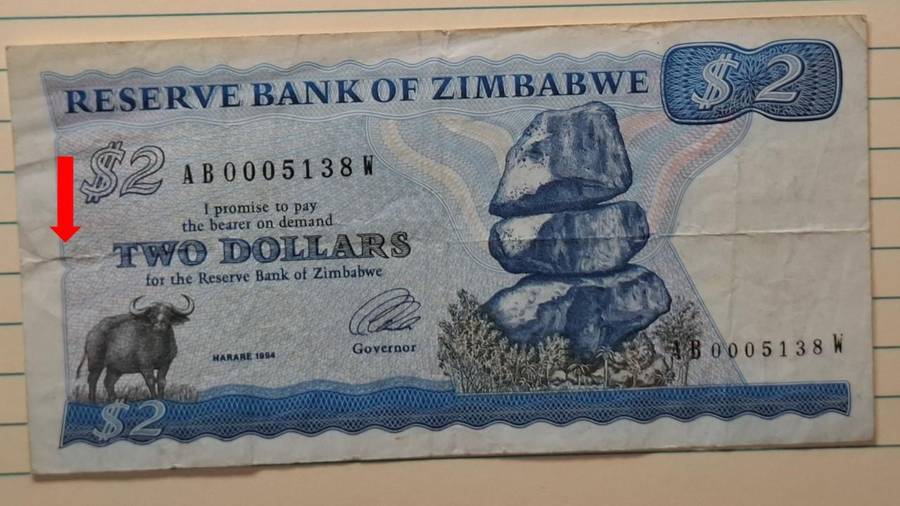 RESERVE BANK OF ZIMBABWE
$2
$2 AB0005138W
I promise to pay
the bearer on demand
TWO DOLLARS
for the Reserve Bank of Zimbabwe
HARARE 1994
Governor
AB0005138W
$2